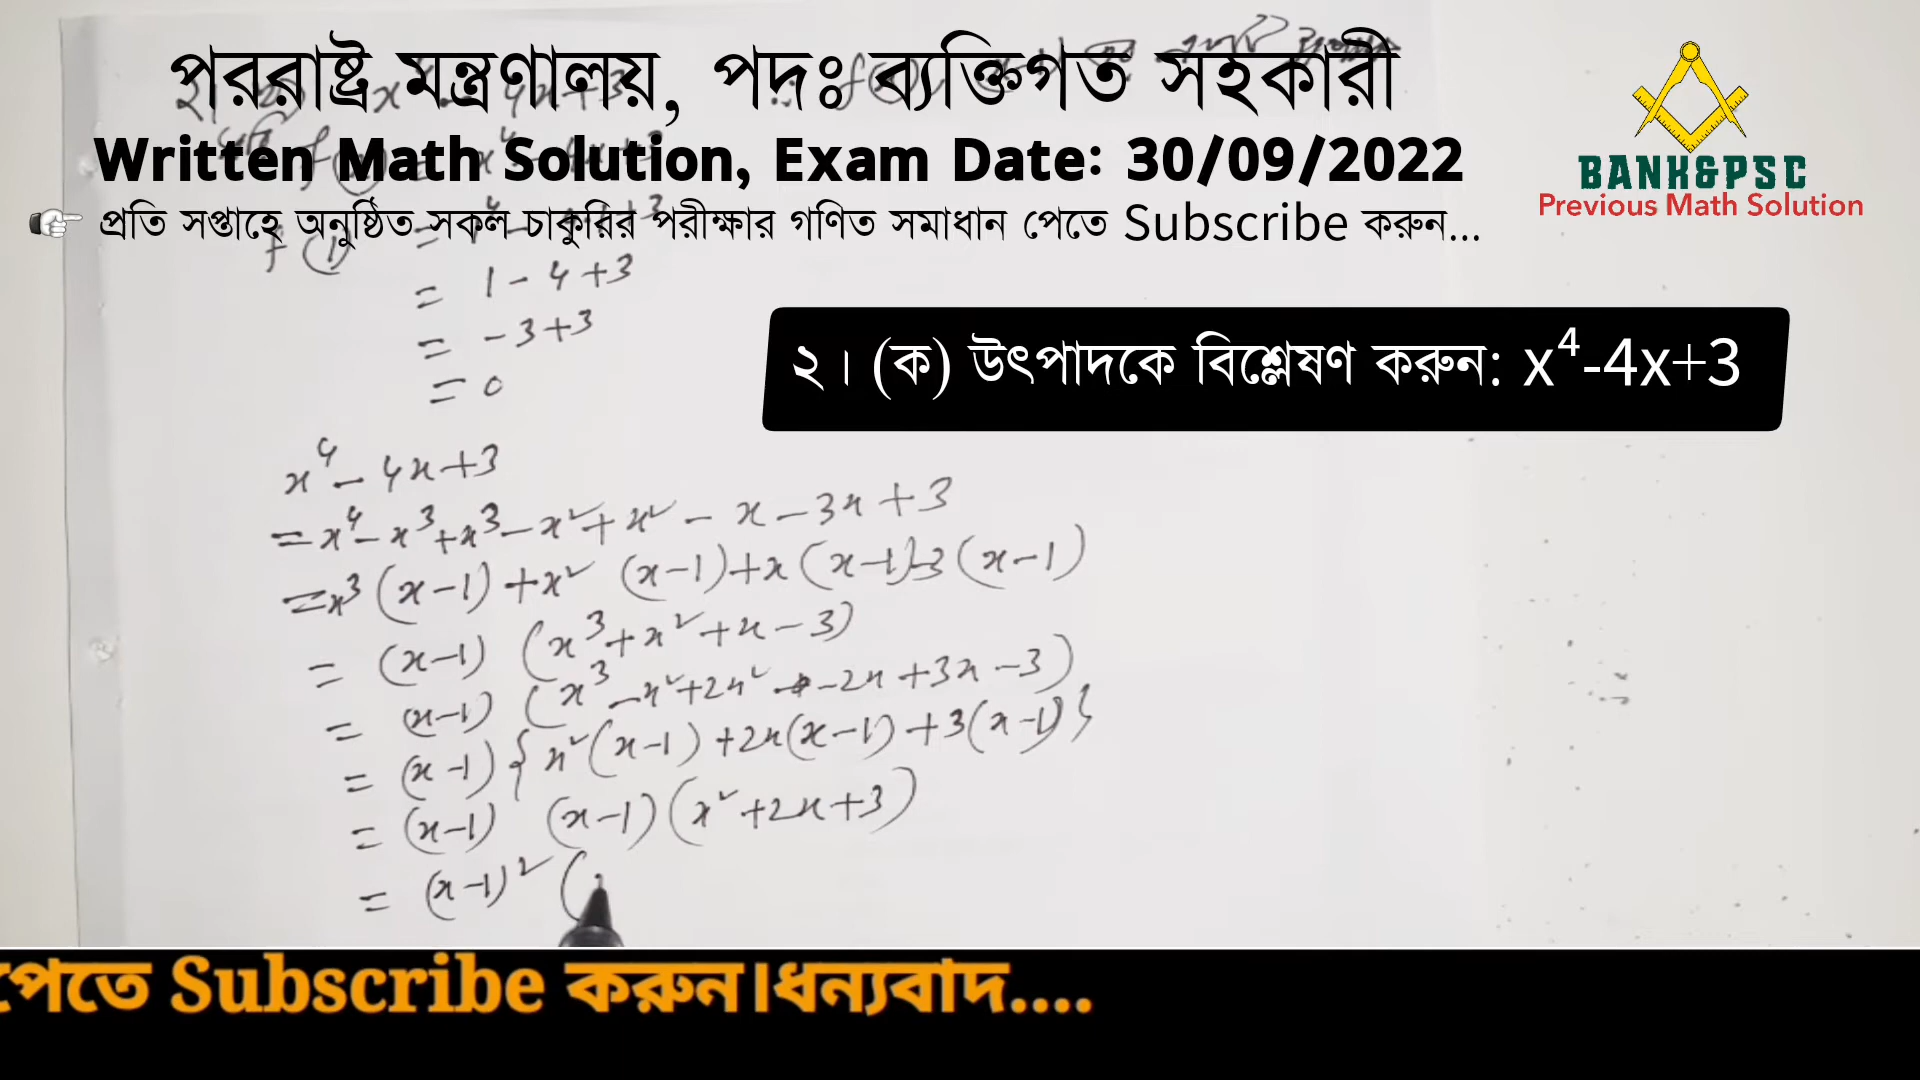 পররাষ্ট্র মন্ত্রণালয়, পদঃ ব্যক্তিগত সহকারী
Written Math Solution, Exam Date: 30/09/2022
প্রতি সপ্তাহে অনুষ্ঠিত সকল চাকুরির পরীক্ষার গণিত সমাধান পেতে Subscribe করুন...
BANK&PSC
Previous Math Solution
২। (ক) উৎপাদকে বিশ্লেষণ করুন: x⁴-4x+3
f(1)
= 1 - 4 + 3
= -3+3
= 0
x⁴ - 4x + 3
= x⁴ - x³ + x³ - x² + x² - x - 3x + 3
= x³ (x-1) + x² (x-1) + x (x-1) - 3 (x-1)
= (x-1) (x³ + x² + x - 3)
= (x-1) (x³ - x² + 2x² - 2x + 3x - 3)
= (x-1) { x² (x-1) + 2x (x-1) + 3 (x-1) }
= (x-1) (x-1) (x² + 2x + 3)
= (x-1)² (
পেতে Subscribe করুন।ধন্যবাদ....